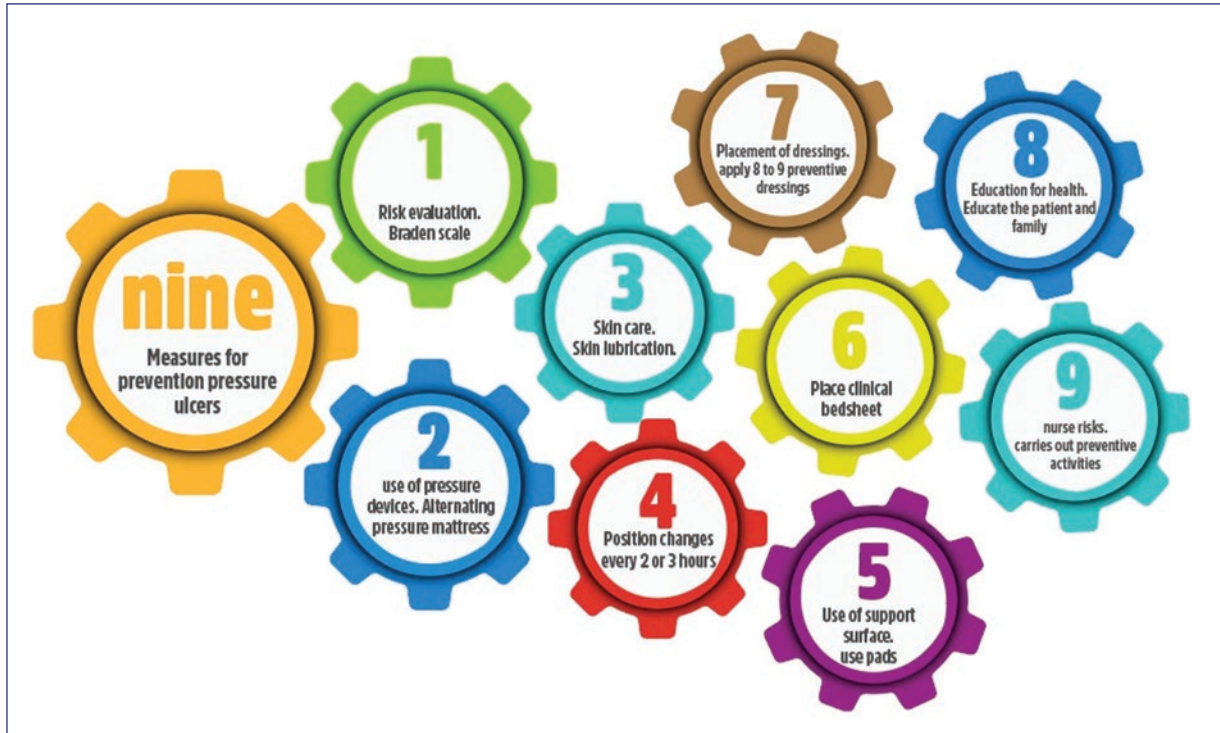 nine
Measures for
prevention pressure
ulcers
1
Risk evaluation.
Braden scale
2
use of pressure
devices. Alternating
pressure mattress
3
Skin care.
Skin lubrication.
4
Position changes
every 2 or 3 hours
5
Use of support
surface.
use pads
6
Place clinical
bedsheet
7
Placement of dressings.
apply 8 to 9 preventive
dressings
8
Education for health.
Educate the patient and
family
9
nurse risks.
carries out preventive
activities